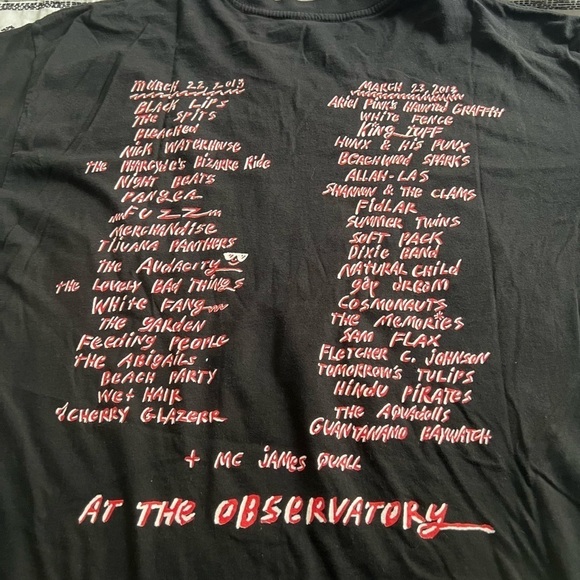 MARCH 22, 2013
BLACK LIPS
THE SPITS
BLEACHED
NICK WATERHOUSE
THE PHARCYDE'S BIZARRE RIDE
NIGHT BEATS
PANGEA
FUZZ
MERCHANDISE
TIJUANA PANTHERS
THE AUDACITY
THE LOVELY BAD THINGS
WHITE FANG
THE GARDEN
FEEDING PEOPLE
THE ABIGAILS
BEACH PARTY
WET HAIR
CHERRY GLAZERR
MARCH 23, 2013
ARIEL PINK'S HAUNTED GRAFFITI
WHITE FENCE
KING TUFF
HUNX & HIS PUNX
BEACHWOOD SPARKS
ALLAH-LAS
SHANNON & THE CLAMS
FIDLAR
SUMMER TWINS
SOFT PACK
DIXIE BAND
NATURAL CHILD
gap dream
COSMONAUTS
THE MEMORIES
SAM FLAX
FLETCHER C. JOHNSON
TOMORROW'S TULIPS
HINDU PIRATES
THE AQUADOLLS
GUANTANAMO BAYWATCH
+ MC JAMES QUALL
AT THE OBSERVATORY